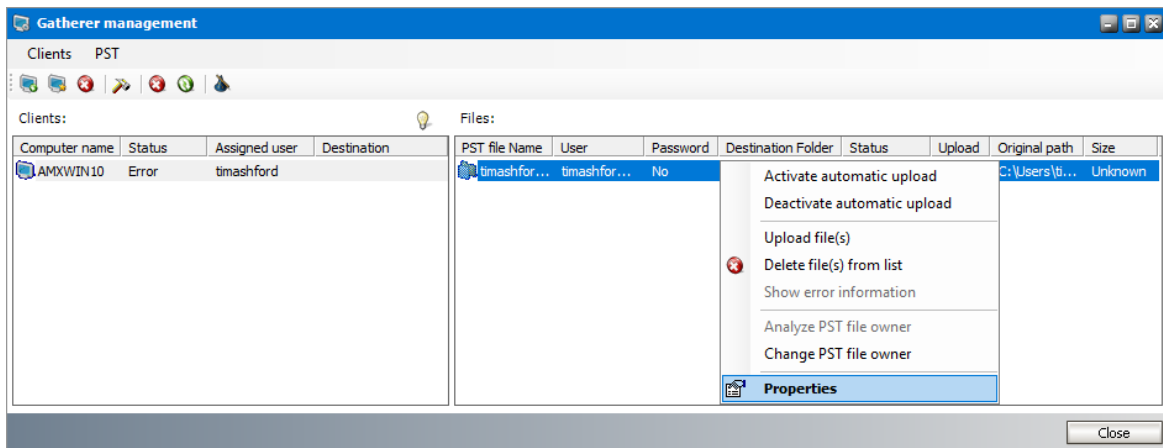 Gatherer management
Clients PST
Clients: Files:
Computer name Status Assigned user Destination PST file Name User Password Destination Folder Status Upload Original path Size
AMXWIN10 Error timashford timashfor... timashfor... No C:\Users\ti... Unknown
Activate automatic upload
Deactivate automatic upload
Upload file(s)
Delete file(s) from list
Show error information
Analyze PST file owner
Change PST file owner
Properties
Close